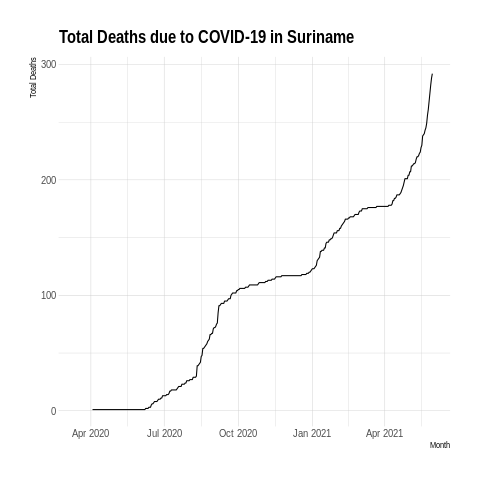 Total Deaths due to COVID-19 in Suriname
Total Deaths
300
200
100
0
Apr 2020
Jul 2020
Oct 2020
Jan 2021
Apr 2021
Month